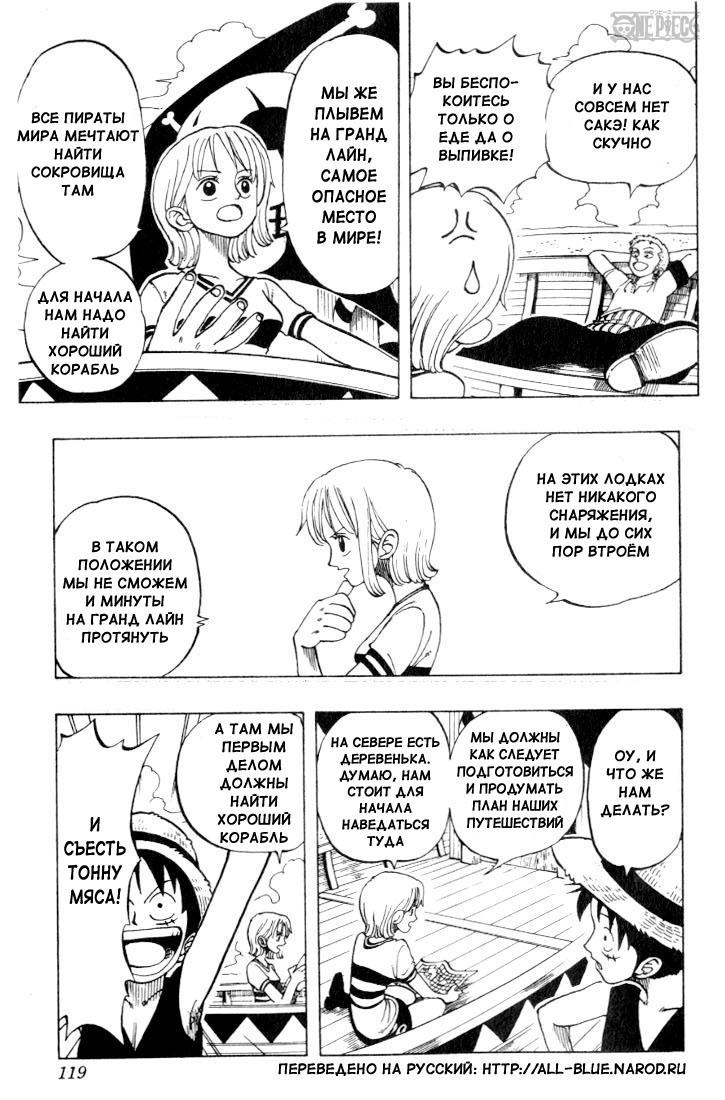 ワンピース
ONE PIECE
И У НАС
СОВСЕМ НЕТ
САКЭ! КАК
СКУЧНО
ВЫ БЕСПО-
КОИТЕСЬ
ТОЛЬКО О
ЕДЕ ДА О
ВЫПИВКЕ!
МЫ ЖЕ
ПЛЫВЕМ
НА ГРАНД
ЛАЙН,
САМОЕ
ОПАСНОЕ
МЕСТО
В МИРЕ!
ВСЕ ПИРАТЫ
МИРА МЕЧТАЮТ
НАЙТИ
СОКРОВИЩА
ТАМ
ДЛЯ НАЧАЛА
НАМ НАДО
НАЙТИ
ХОРОШИЙ
КОРАБЛЬ
НА ЭТИХ ЛОДКАХ
НЕТ НИКАКОГО
СНАРЯЖЕНИЯ,
И МЫ ДО СИХ
ПОР ВТРОЁМ
В ТАКОМ
ПОЛОЖЕНИИ
МЫ НЕ СМОЖЕМ
И МИНУТЫ
НА ГРАНД ЛАЙН
ПРОТЯНУТЬ
ОУ, И
ЧТО ЖЕ
НАМ
ДЕЛАТЬ?
МЫ ДОЛЖНЫ
КАК СЛЕДУЕТ
ПОДГОТОВИТЬСЯ
И ПРОДУМАТЬ
ПЛАН НАШИХ
ПУТЕШЕСТВИЙ
НА СЕВЕРЕ ЕСТЬ
ДЕРЕВЕНЬКА.
ДУМАЮ, НАМ
СТОИТ ДЛЯ
НАЧАЛА
НАВЕДАТЬСЯ
ТУДА
А ТАМ МЫ
ПЕРВЫМ
ДЕЛОМ
ДОЛЖНЫ
НАЙТИ
ХОРОШИЙ
КОРАБЛЬ
И
СЪЕСТЬ
ТОННУ
МЯСА!
119
ПЕРЕВЕДЕНО НА РУССКИЙ: HTTP://ALL-BLUE.NAROD.RU